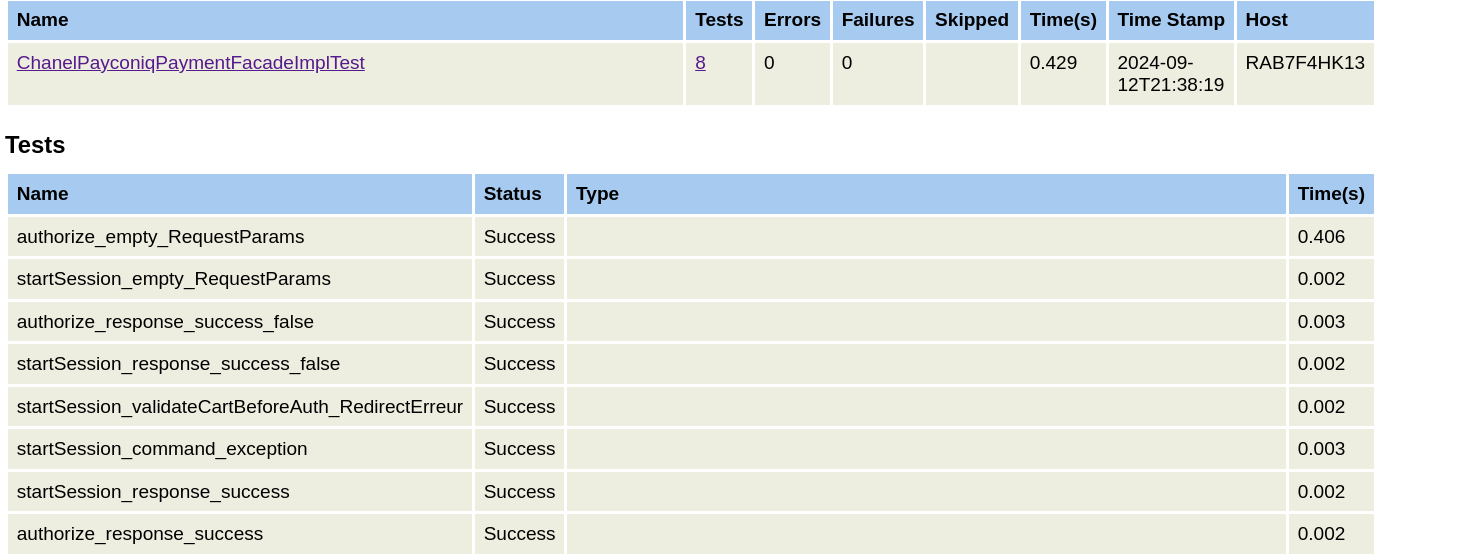 Name Tests Errors Failures Skipped Time(s) Time Stamp Host
ChanelPayconiqPaymentFacadeImplTest 8 0 0 0.429 2024-09-12T21:38:19 RAB7F4HK13
Tests
Name Status Type Time(s)
authorize_empty_RequestParams Success 0.406
startSession_empty_RequestParams Success 0.002
authorize_response_success_false Success 0.003
startSession_response_success_false Success 0.002
startSession_validateCartBeforeAuth_RedirectErreur Success 0.002
startSession_command_exception Success 0.003
startSession_response_success Success 0.002
authorize_response_success Success 0.002